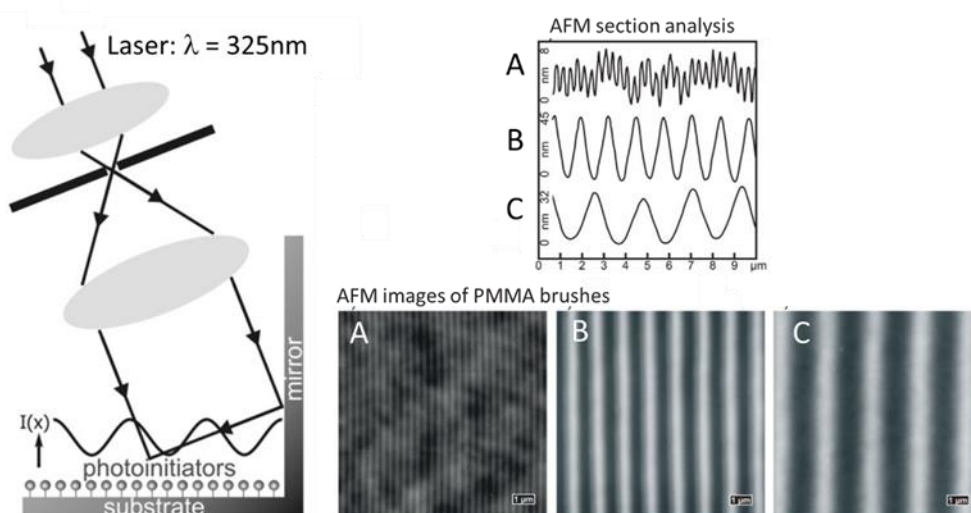 Laser: λ = 325nm
I(x)
photoinitiators
substrate
mirror
AFM section analysis
A
8
nm
0
B
45
nm
0
C
32
nm
0
0 1 2 3 4 5 6 7 8 9 μm
AFM images of PMMA brushes
A
1 μm
B
1 μm
C
1 μm